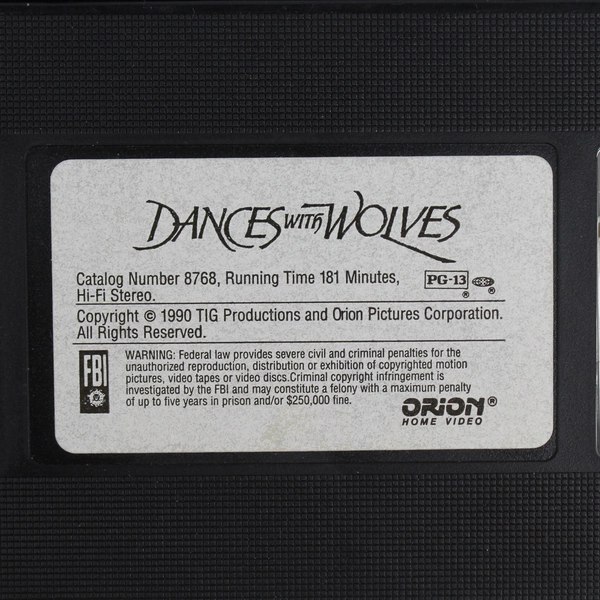 DANCES WITH WOLVES
Catalog Number 8768, Running Time 181 Minutes,
Hi-Fi Stereo.
PG-13 ®®
Copyright © 1990 TIG Productions and Orion Pictures Corporation.
All Rights Reserved.
FBI
WARNING: Federal law provides severe civil and criminal penalties for the
unauthorized reproduction, distribution or exhibition of copyrighted motion
pictures, video tapes or video discs.Criminal copyright infringement is
investigated by the FBI and may constitute a felony with a maximum penalty
of up to five years in prison and/or $250,000 fine.
ORION®
HOME VIDEO